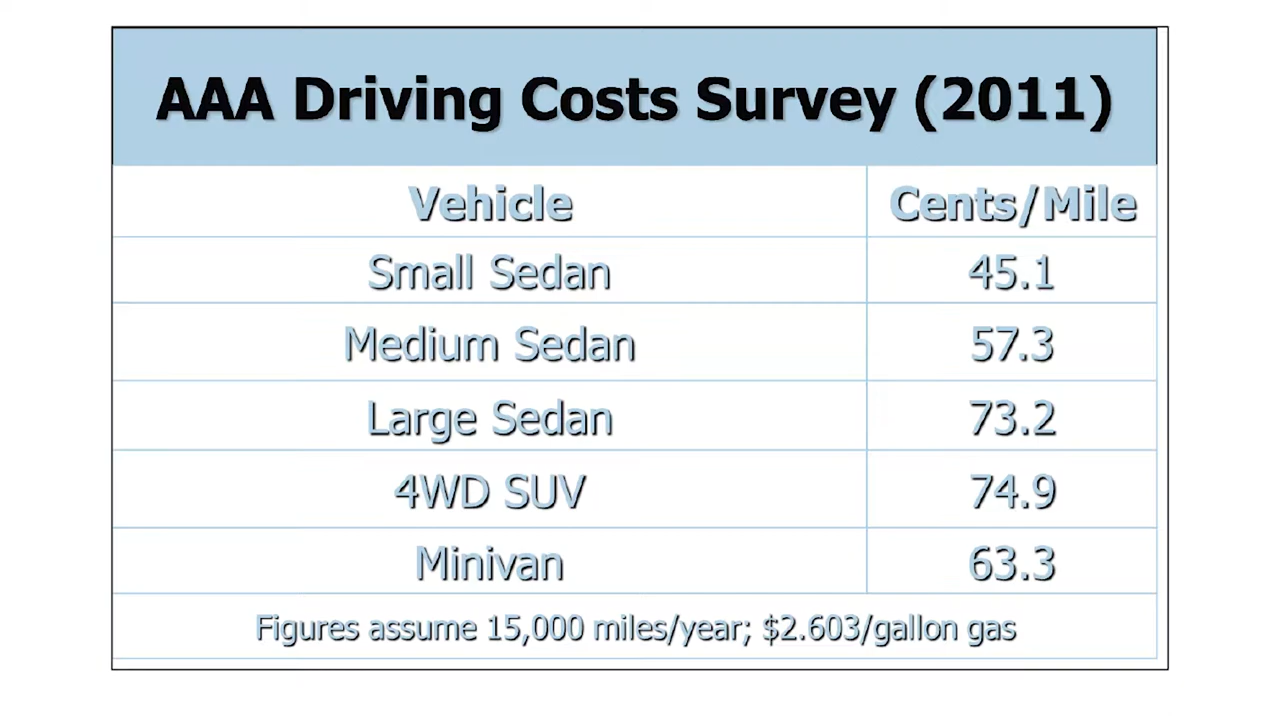 AAA Driving Costs Survey (2011)
Vehicle Cents/Mile
Small Sedan 45.1
Medium Sedan 57.3
Large Sedan 73.2
4WD SUV 74.9
Minivan 63.3
Figures assume 15,000 miles/year; $2.603/gallon gas